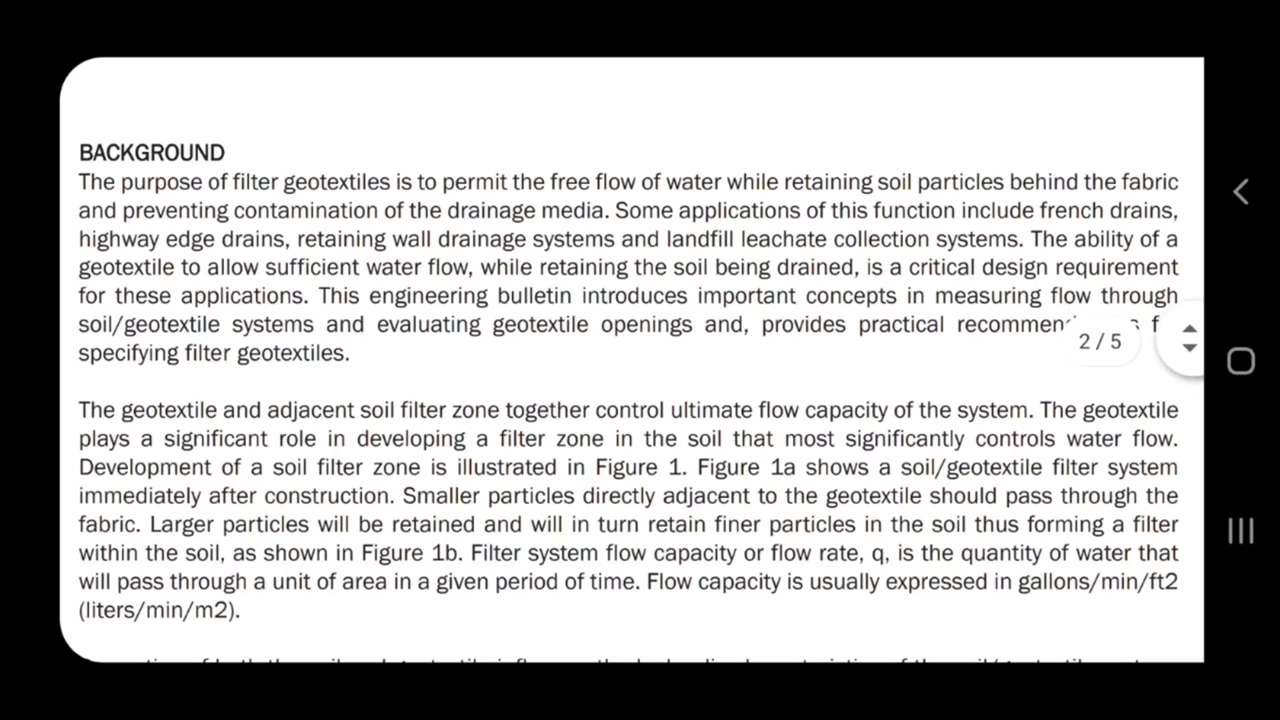 BACKGROUND
The purpose of filter geotextiles is to permit the free flow of water while retaining soil particles behind the fabric
and preventing contamination of the drainage media. Some applications of this function include french drains,
highway edge drains, retaining wall drainage systems and landfill leachate collection systems. The ability of a
geotextile to allow sufficient water flow, while retaining the soil being drained, is a critical design requirement
for these applications. This engineering bulletin introduces important concepts in measuring flow through
soil/geotextile systems and evaluating geotextile openings and, provides practical
2 / 5
specifying filter geotextiles.
The geotextile and adjacent soil filter zone together control ultimate flow capacity of the system. The geotextile
plays a significant role in developing a filter zone in the soil that most significantly controls water flow.
Development of a soil filter zone is illustrated in Figure 1. Figure 1a shows a soil/geotextile filter system
immediately after construction. Smaller particles directly adjacent to the geotextile should pass through the
fabric. Larger particles will be retained and will in turn retain finer particles in the soil thus forming a filter
within the soil, as shown in Figure 1b. Filter system flow capacity or flow rate, q, is the quantity of water that
will pass through a unit of area in a given period of time. Flow capacity is usually expressed in gallons/min/ft2
(liters/min/m2).